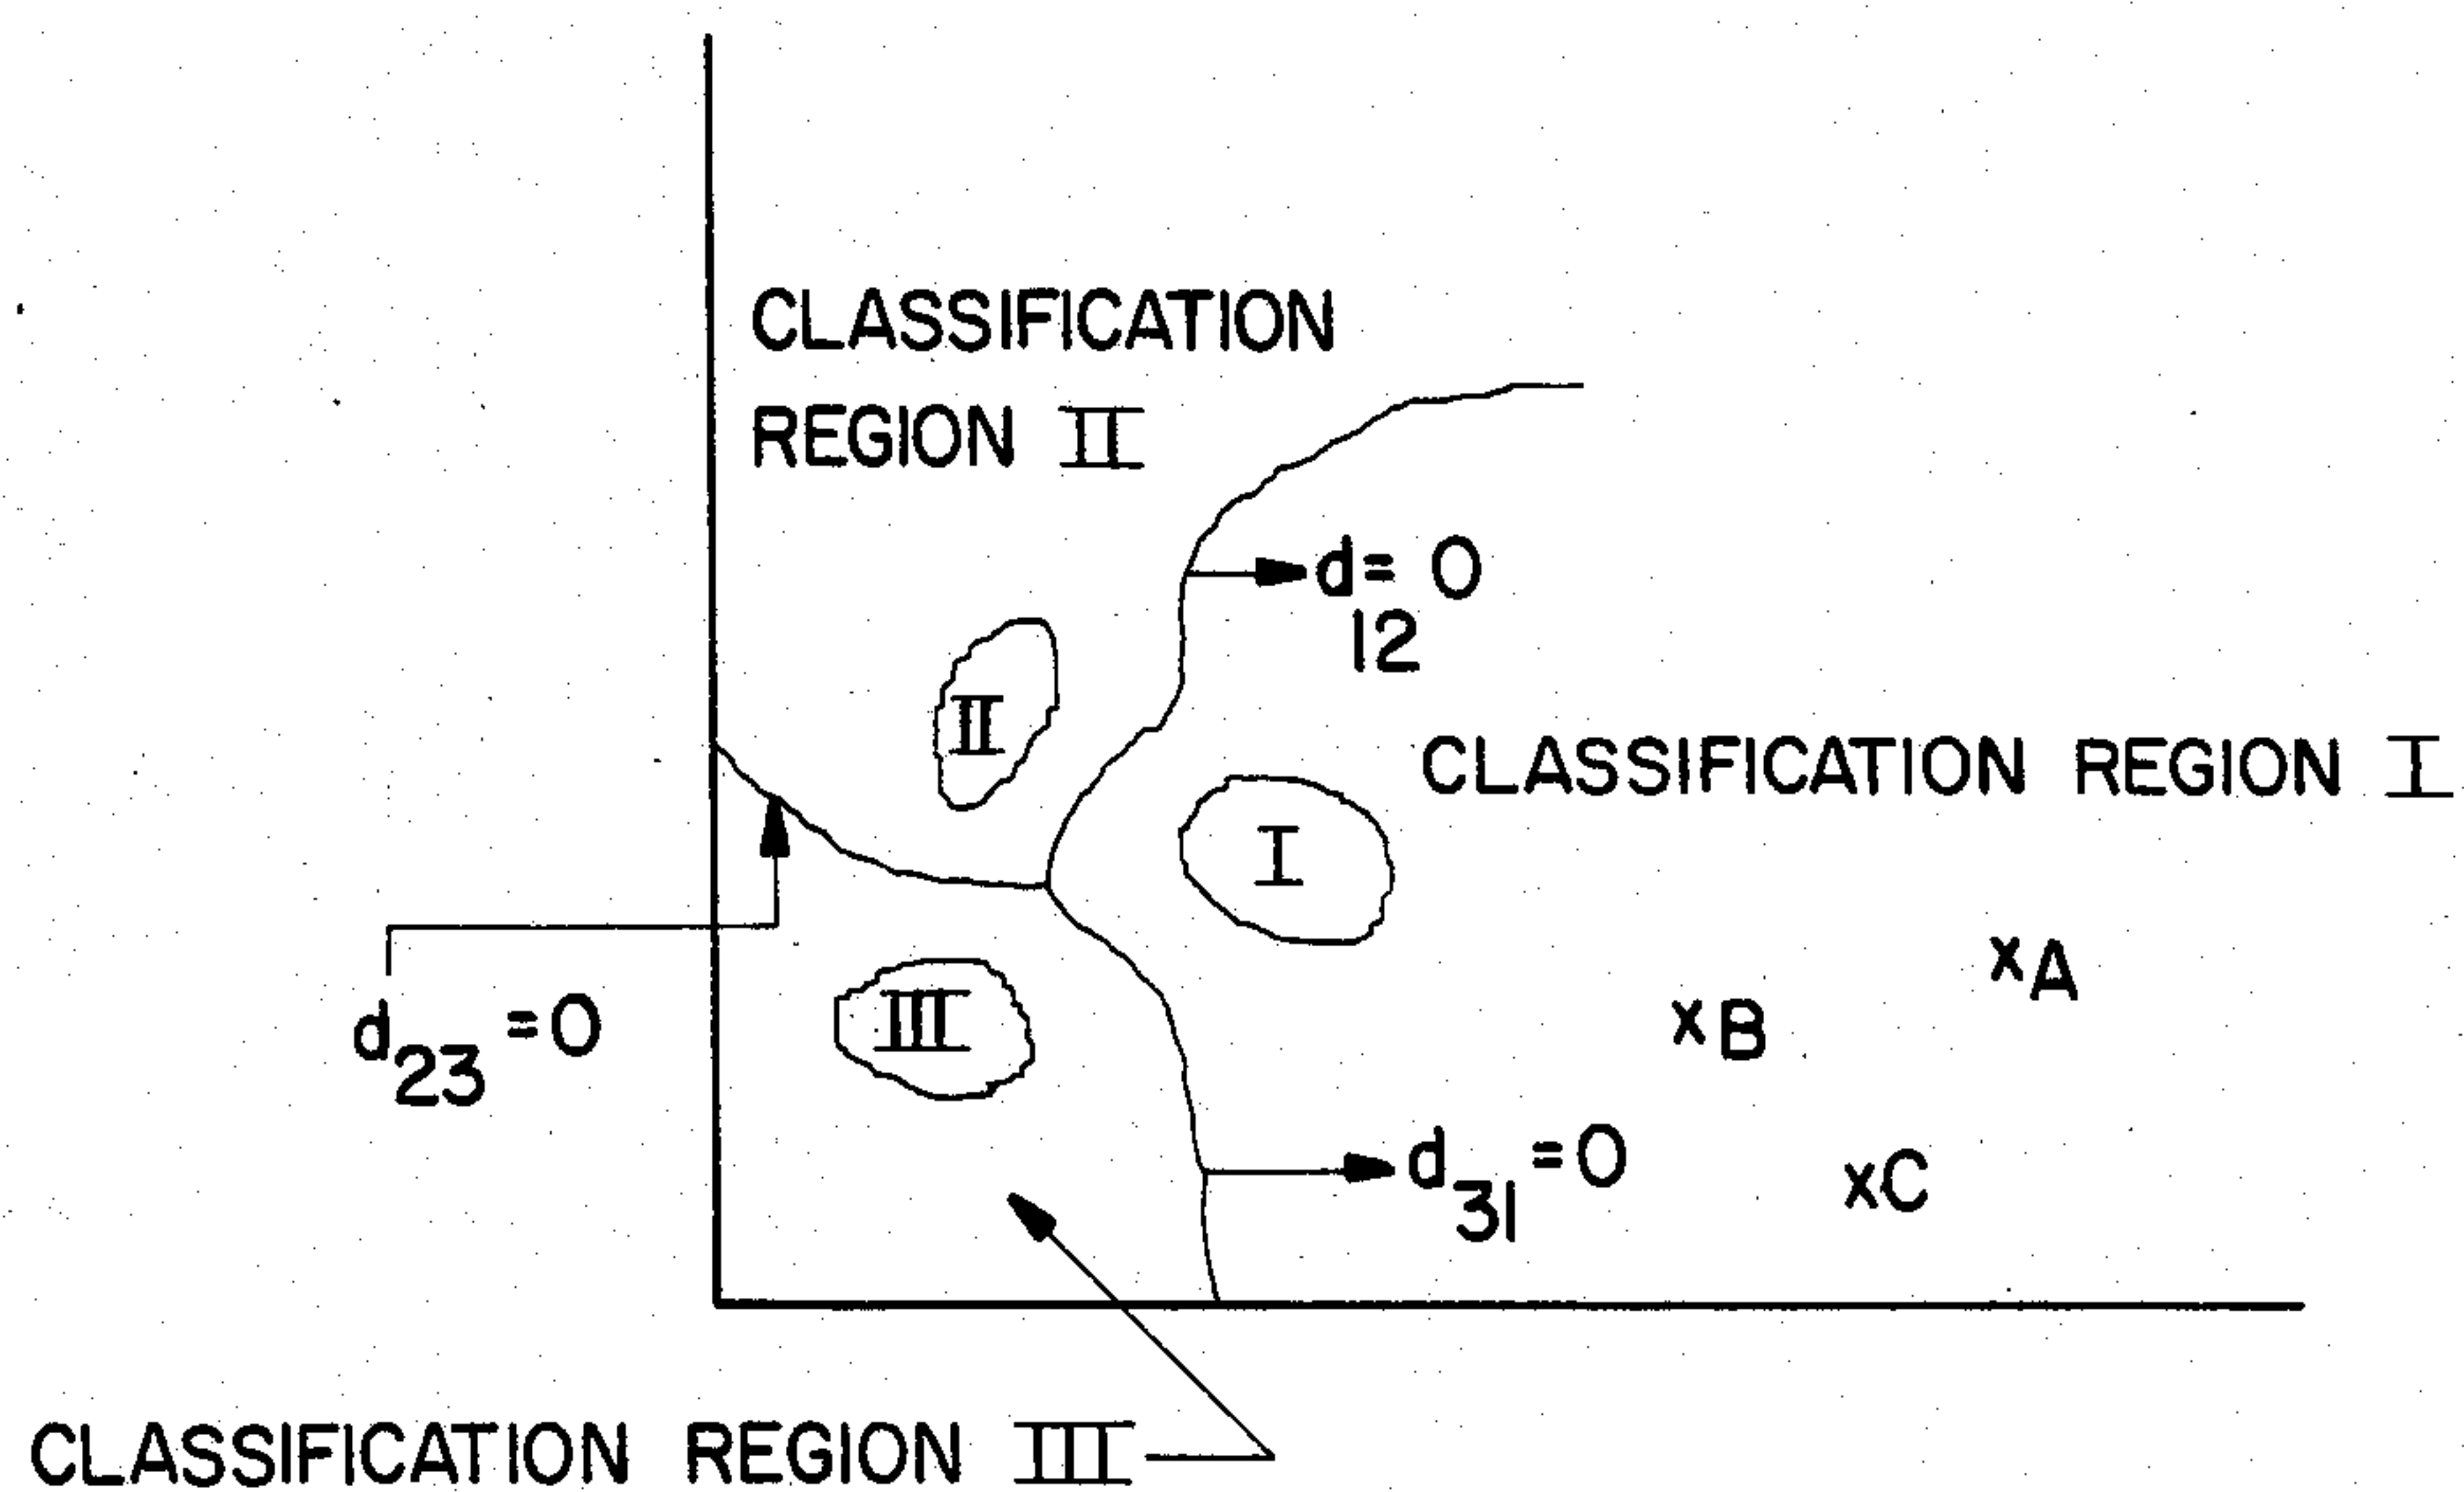 CLASSIFICATION
REGION II
d= 0
12
II
CLASSIFICATION REGION I
I
xA
III
xB
d23 =0
d31 =0
xC
CLASSIFICATION REGION III